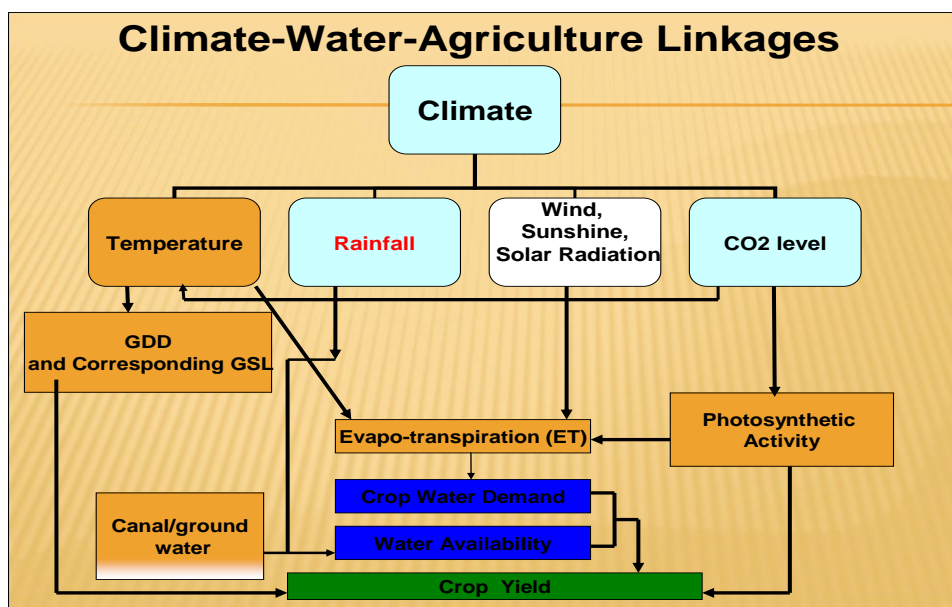 Climate-Water-Agriculture Linkages
Climate
Temperature
Rainfall
Wind,
Sunshine,
Solar Radiation
CO2 level
GDD
and Corresponding GSL
Evapo-transpiration (ET)
Photosynthetic
Activity
Crop Water Demand
Canal/ground
water
Water Availability
Crop Yield